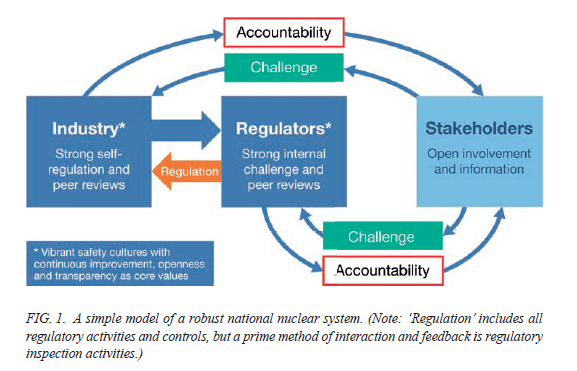 Accountability
Challenge
Industry*
Strong self-
regulation and
peer reviews
Regulation
Regulators*
Strong internal
challenge and
peer reviews
Stakeholders
Open involvement
and information
Challenge
Accountability
* Vibrant safety cultures with
continuous improvement, openness
and transparency as core values
FIG. 1. A simple model of a robust national nuclear system. (Note: ‘Regulation’ includes all
regulatory activities and controls, but a prime method of interaction and feedback is regulatory
inspection activities.)